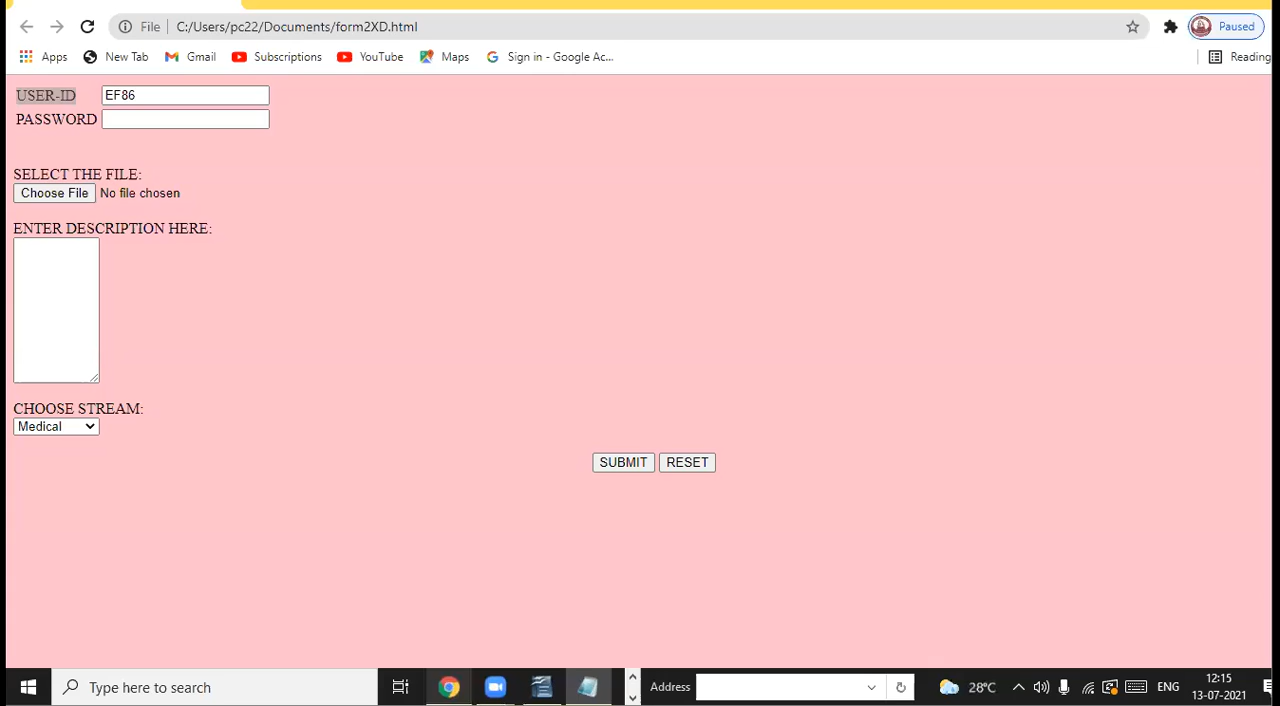 File C:/Users/pc22/Documents/form2XD.html Paused
Apps New Tab Gmail Subscriptions YouTube Maps Sign in - Google Ac... Reading
USER-ID EF86
PASSWORD
SELECT THE FILE:
Choose File No file chosen
ENTER DESCRIPTION HERE:
CHOOSE STREAM:
Medical
SUBMIT RESET
Type here to search Address 28°C ENG 12:15
13-07-2021